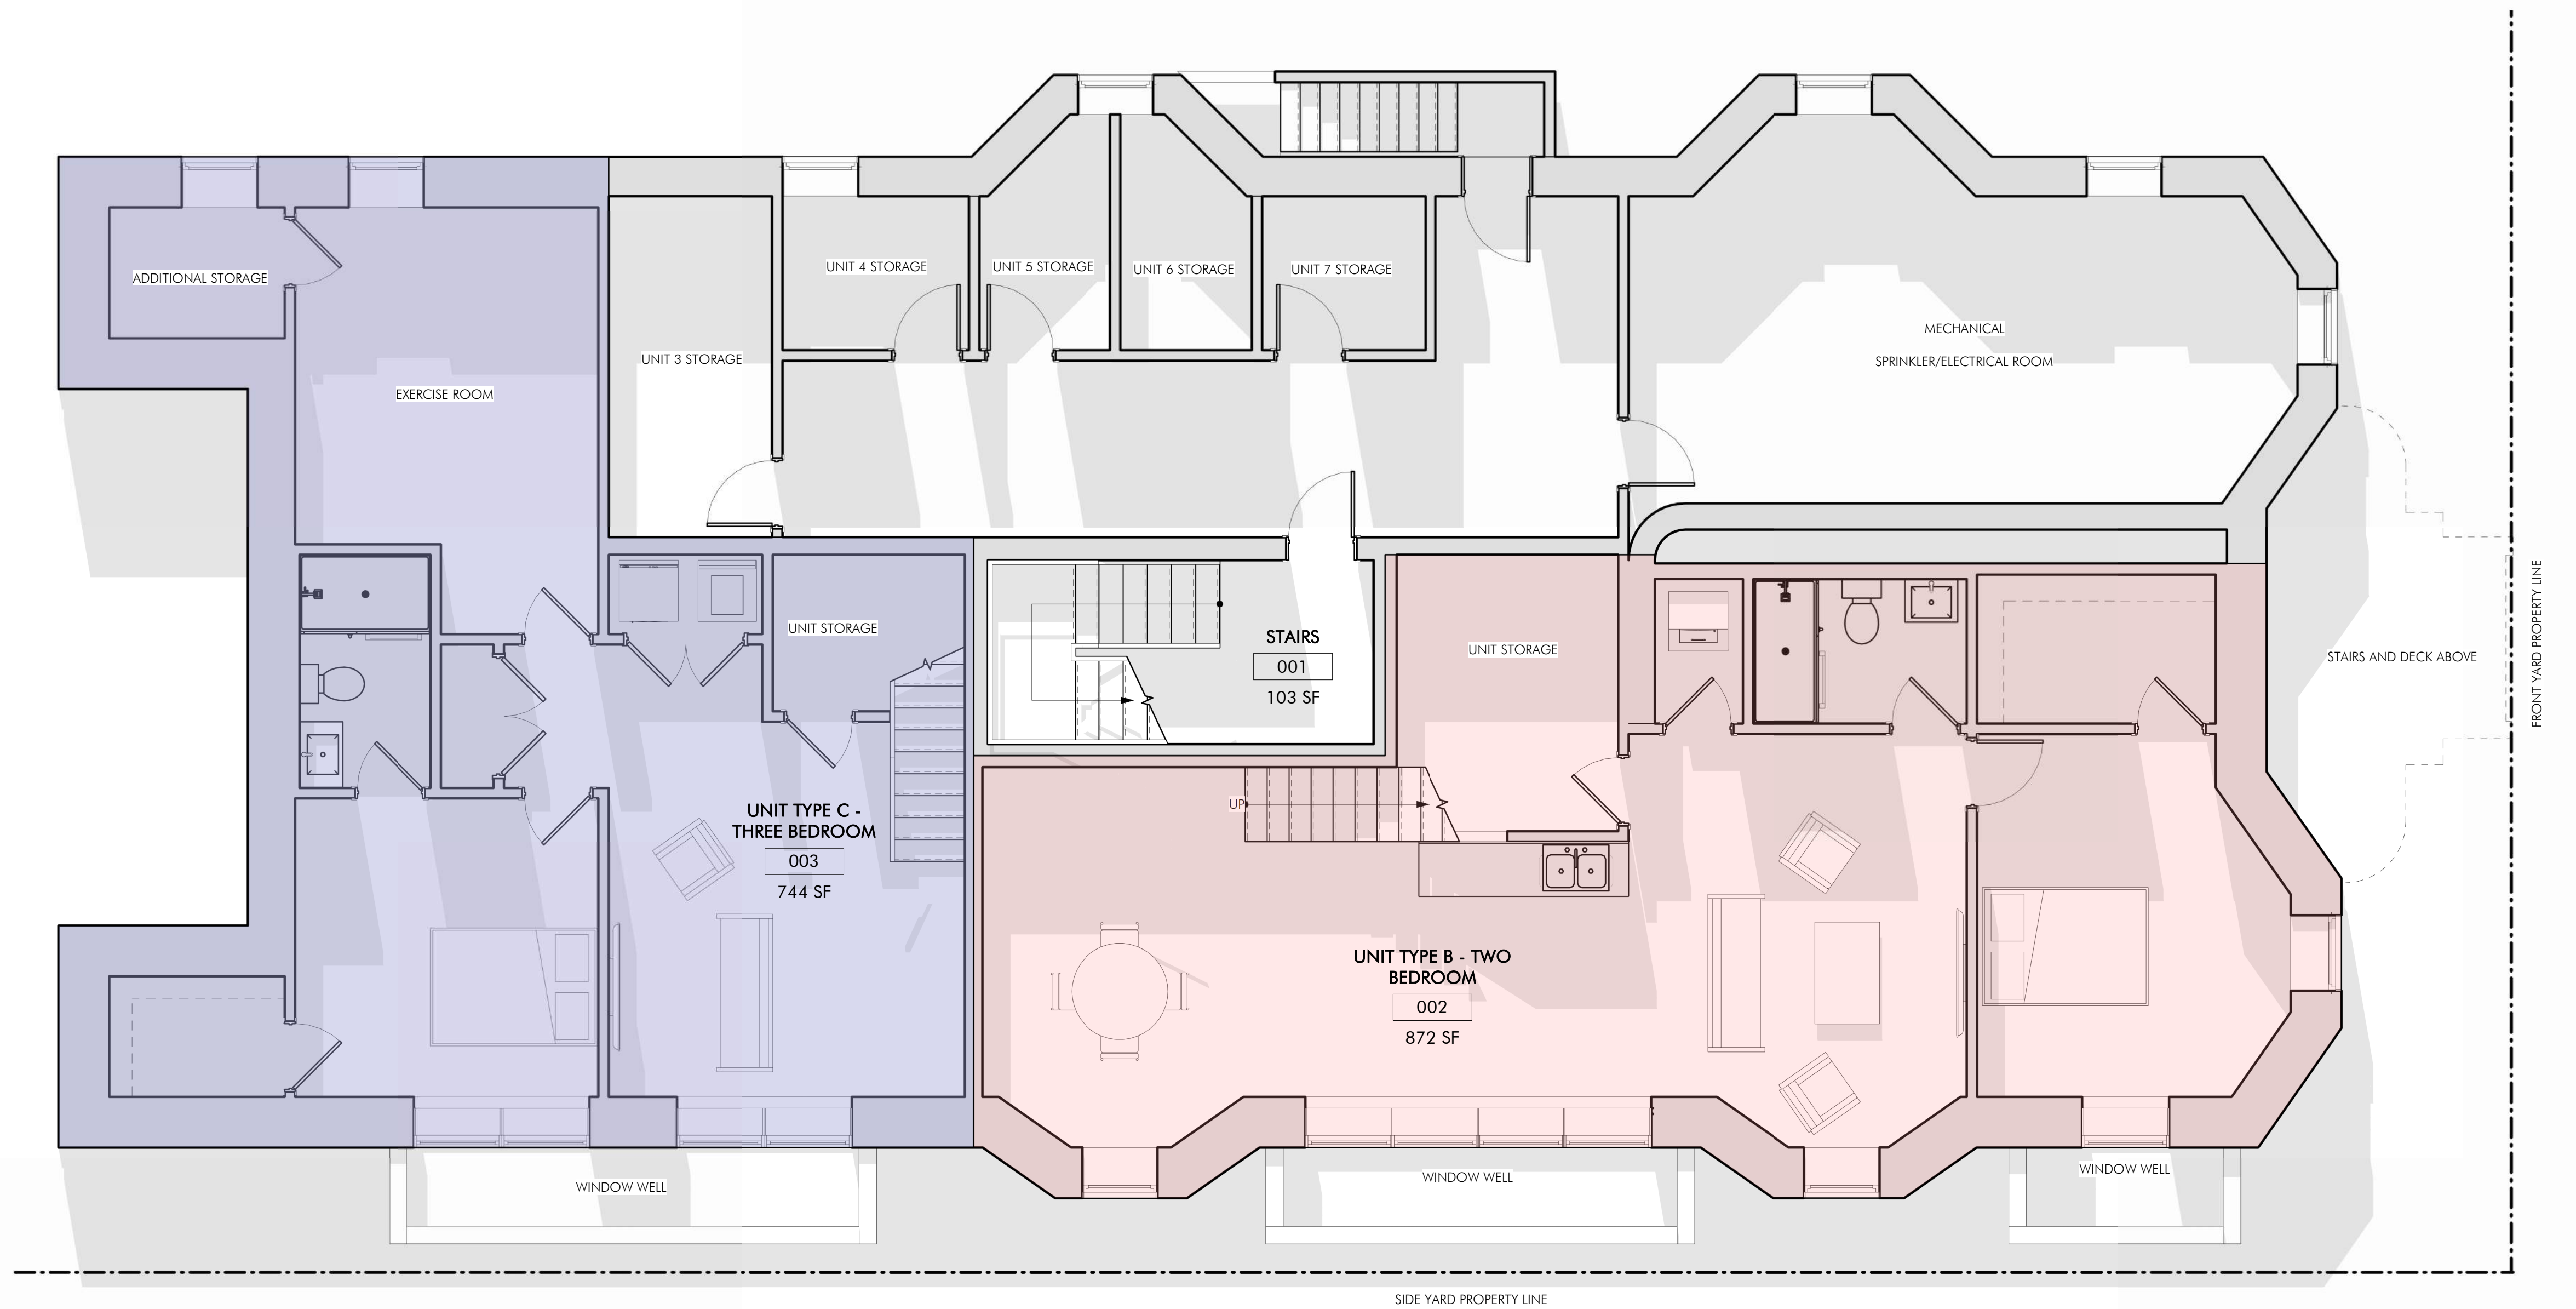 ADDITIONAL STORAGE
EXERCISE ROOM
UNIT 3 STORAGE
UNIT 4 STORAGE
UNIT 5 STORAGE
UNIT 6 STORAGE
UNIT 7 STORAGE
MECHANICAL
SPRINKLER/ELECTRICAL ROOM
UNIT STORAGE
STAIRS
001
103 SF
UNIT STORAGE
STAIRS AND DECK ABOVE
FRONT YARD PROPERTY LINE
UP
UNIT TYPE C -
THREE BEDROOM
003
744 SF
UNIT TYPE B - TWO
BEDROOM
002
872 SF
WINDOW WELL
WINDOW WELL
WINDOW WELL
SIDE YARD PROPERTY LINE